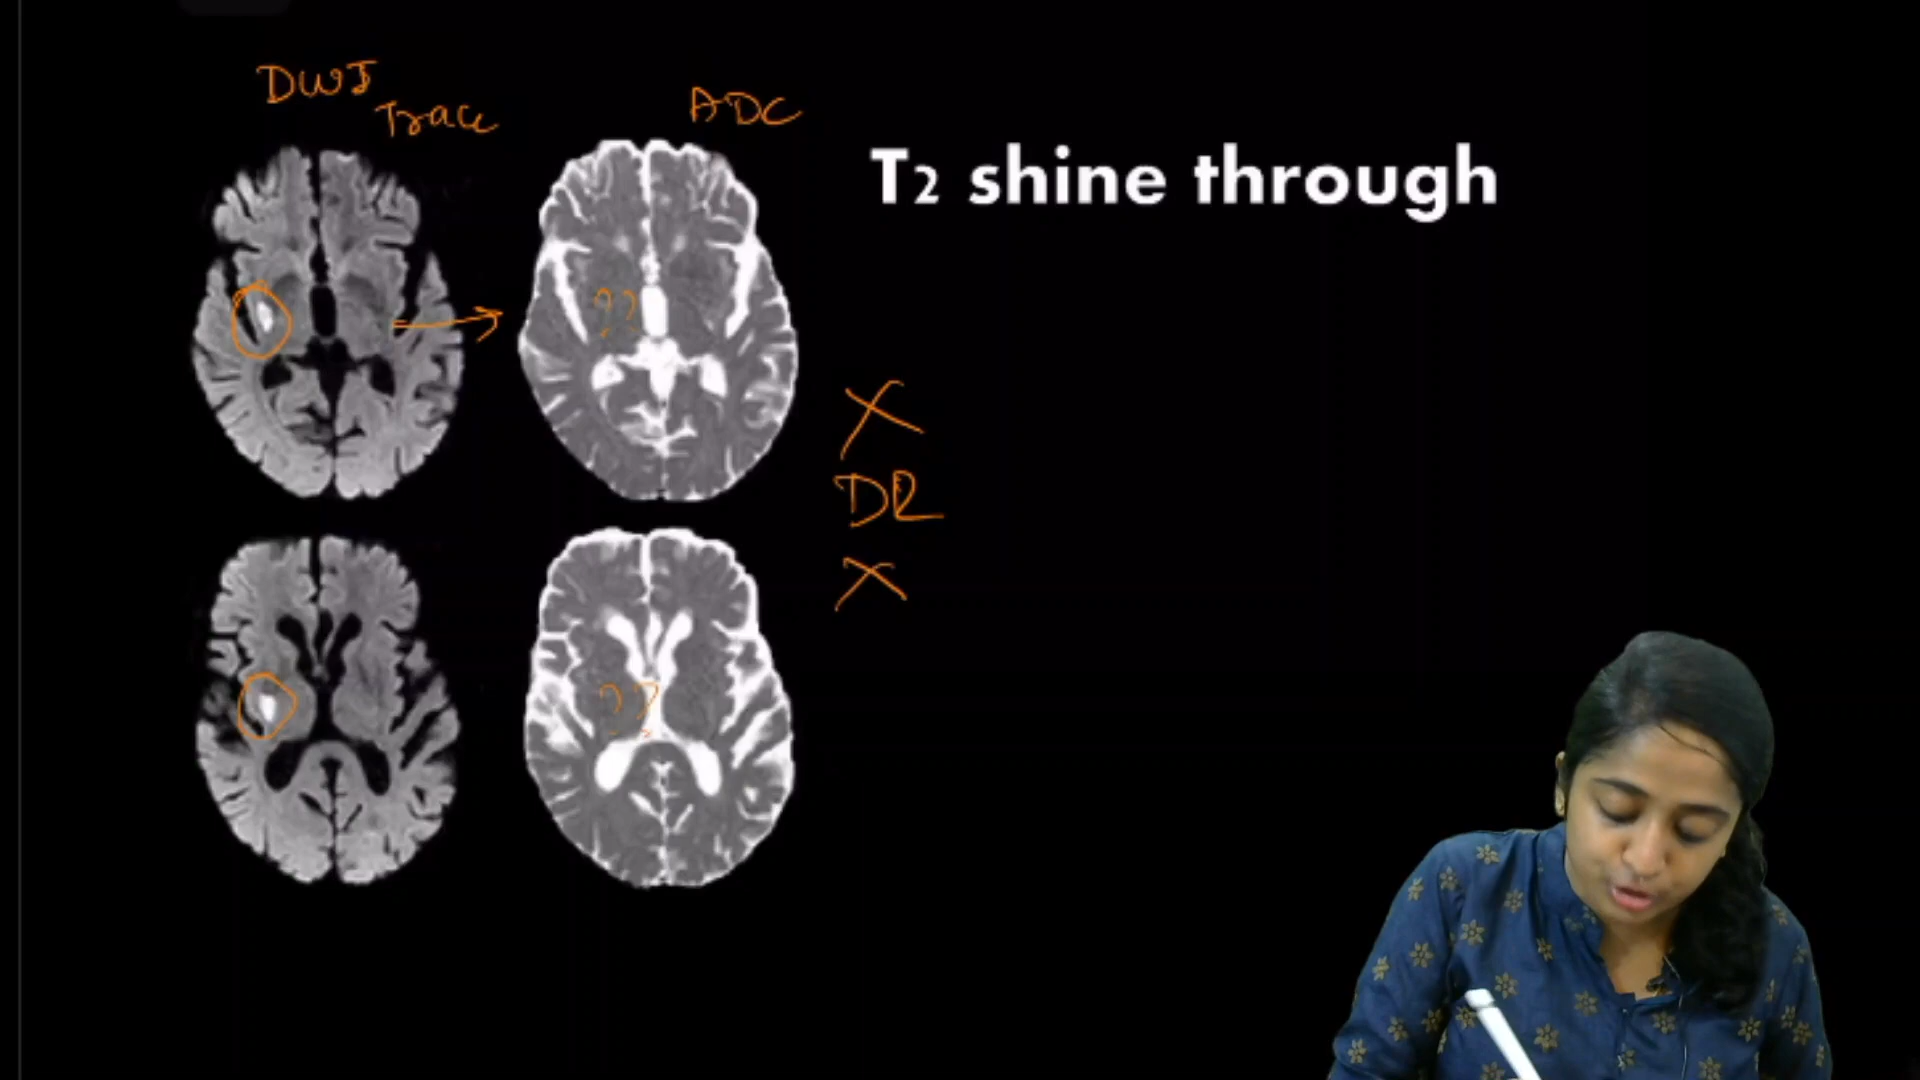 DWI
Trace
ADC
T2 shine through
??
X
DR
X
??